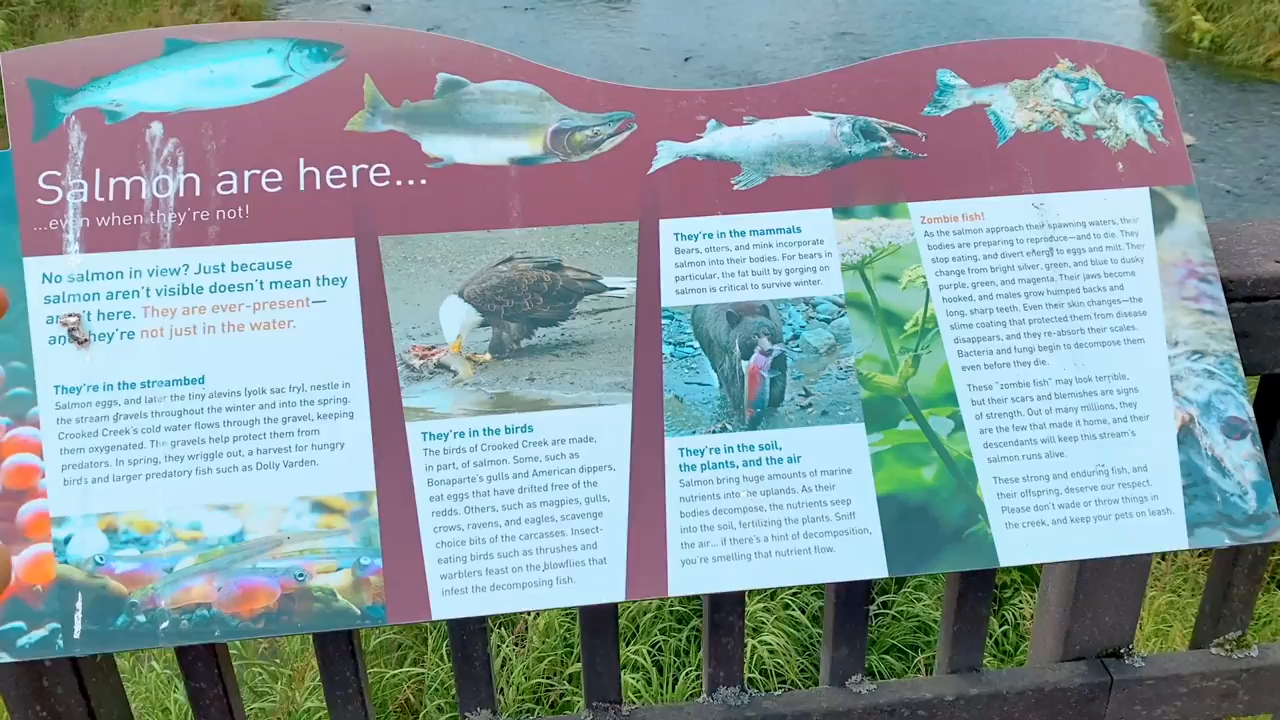 Salmon are here...
...even when they're not!
No salmon in view? Just because
salmon aren't visible doesn't mean they
aren't here. They are ever-present—
and they're not just in the water.
They're in the streambed
Salmon eggs, and later the tiny alevins (yolk sac fry), nestle in
the stream gravels throughout the winter and into the spring.
Crooked Creek's cold water flows through the gravel, keeping
them oxygenated. The gravels help protect them from
predators. In spring, they wriggle out, a harvest for hungry
birds and larger predatory fish such as Dolly Varden.
They're in the birds
The birds of Crooked Creek are made,
in part, of salmon. Some, such as
Bonaparte's gulls and American dippers,
eat eggs that have drifted free of the
redds. Others, such as magpies, gulls,
crows, ravens, and eagles, scavenge
choice bits of the carcasses. Insect-
eating birds such as thrushes and
warblers feast on the blowflies that
infest the decomposing fish.
They're in the mammals
Bears, otters, and mink incorporate
salmon into their bodies. For bears in
particular, the fat built by gorging on
salmon is critical to survive winter.
They're in the soil,
the plants, and the air
Salmon bring huge amounts of marine
nutrients into the uplands. As their
bodies decompose, the nutrients seep
into the soil, fertilizing the plants. Sniff
the air... if there's a hint of decomposition,
you're smelling that nutrient flow.
Zombie fish!
As the salmon approach their spawning waters, their
bodies are preparing to reproduce—and to die. They
stop eating, and divert energy to eggs and milt. They
change from bright silver, green, and blue to dusky
purple, green, and magenta. Their jaws become
hooked, and males grow humped backs and
long, sharp teeth. Even their skin changes—the
slime coating that protected them from disease
disappears, and they re-absorb their scales.
Bacteria and fungi begin to decompose them
even before they die.
These "zombie fish" may look terrible,
but their scars and blemishes are signs
of strength. Out of many millions, they
are the few that made it home, and their
descendants will keep this stream's
salmon runs alive.
These strong and enduring fish, and
their offspring, deserve our respect.
Please don't wade or throw things in
the creek, and keep your pets on leash.